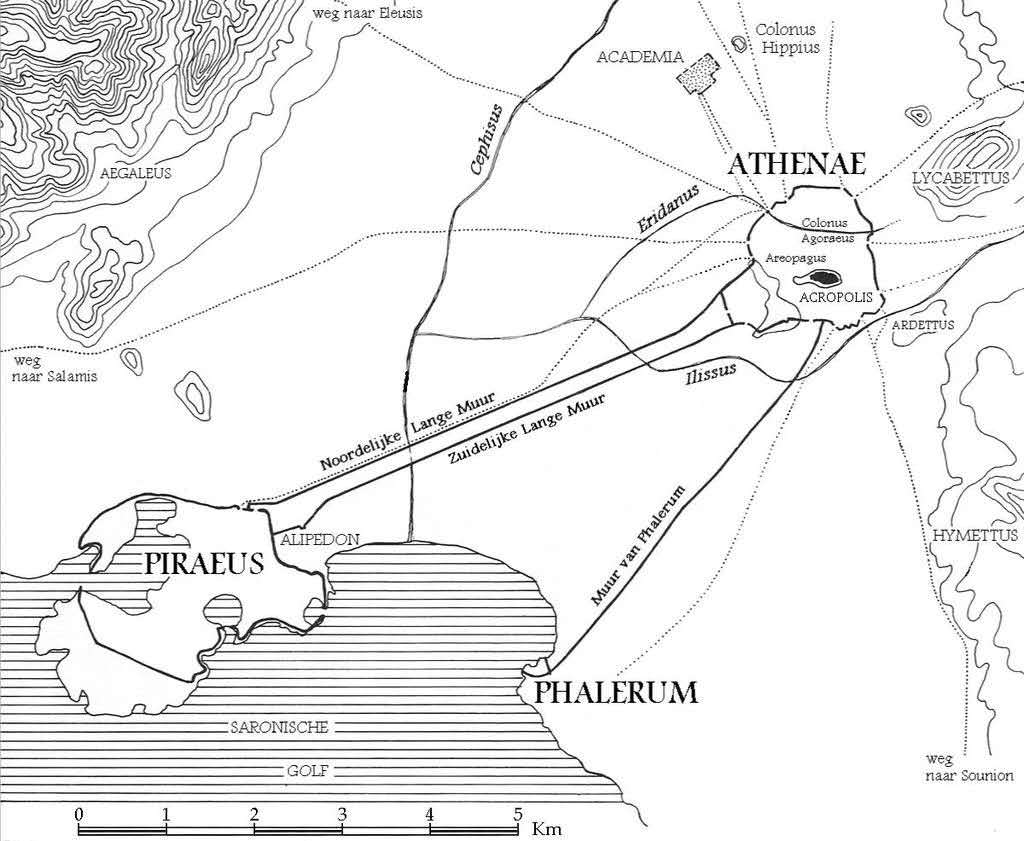 weg naar Eleusis
Colonus
Hippius
ACADEMIA
Cephisus
ATHENAE
AEGALEUS
LYCABETTUS
Eridanus
Colonus
Agoraeus
Areopagus
ACROPOLIS
ARDETTUS
weg
naar Salamis
Ilissus
Noordelijke Lange Muur
Zuidelijke Lange Muur
Muur van Phalerum
ALIPEDON
HYMETTUS
PIRAEUS
PHALERUM
SARONISCHE
GOLF
weg
naar Sounion
0 1 2 3 4 5
Km